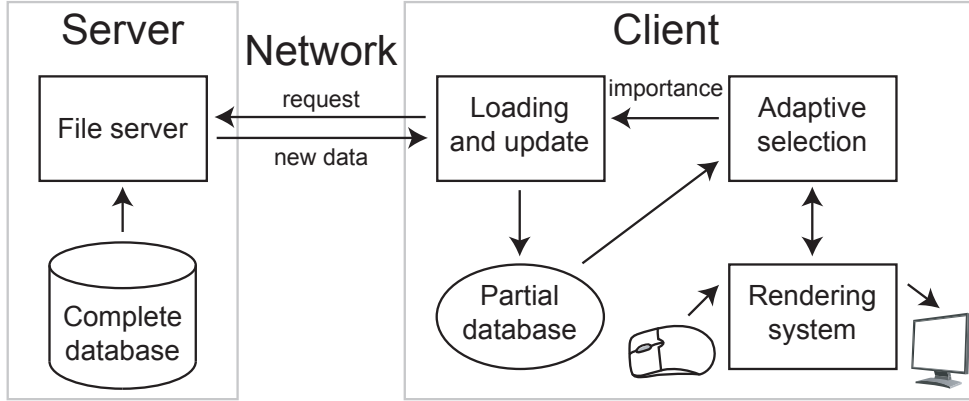 Server
Network
Client
File server
request
new data
Loading
and update
importance
Adaptive
selection
Complete
database
Partial
database
Rendering
system